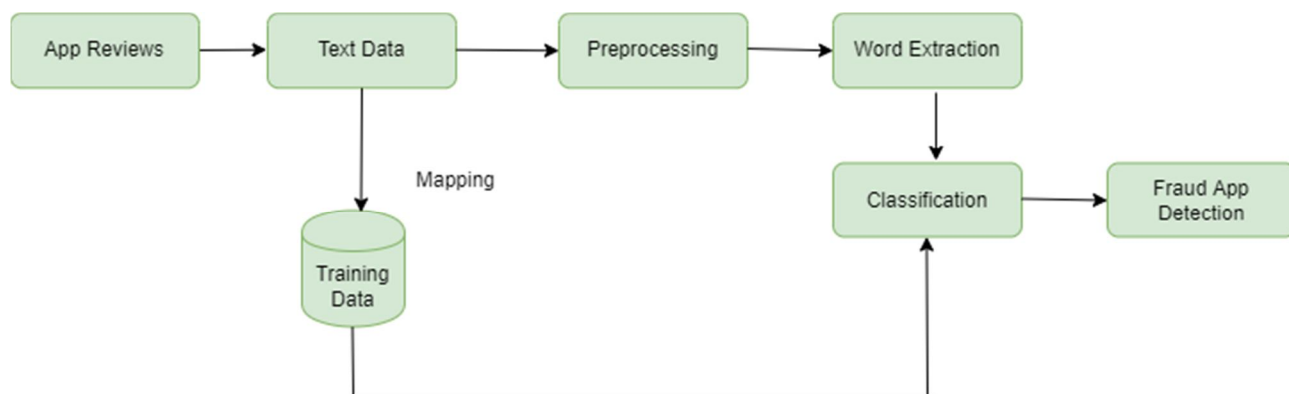 App Reviews
Text Data
Preprocessing
Word Extraction
Mapping
Classification
Fraud App
Detection
Training
Data